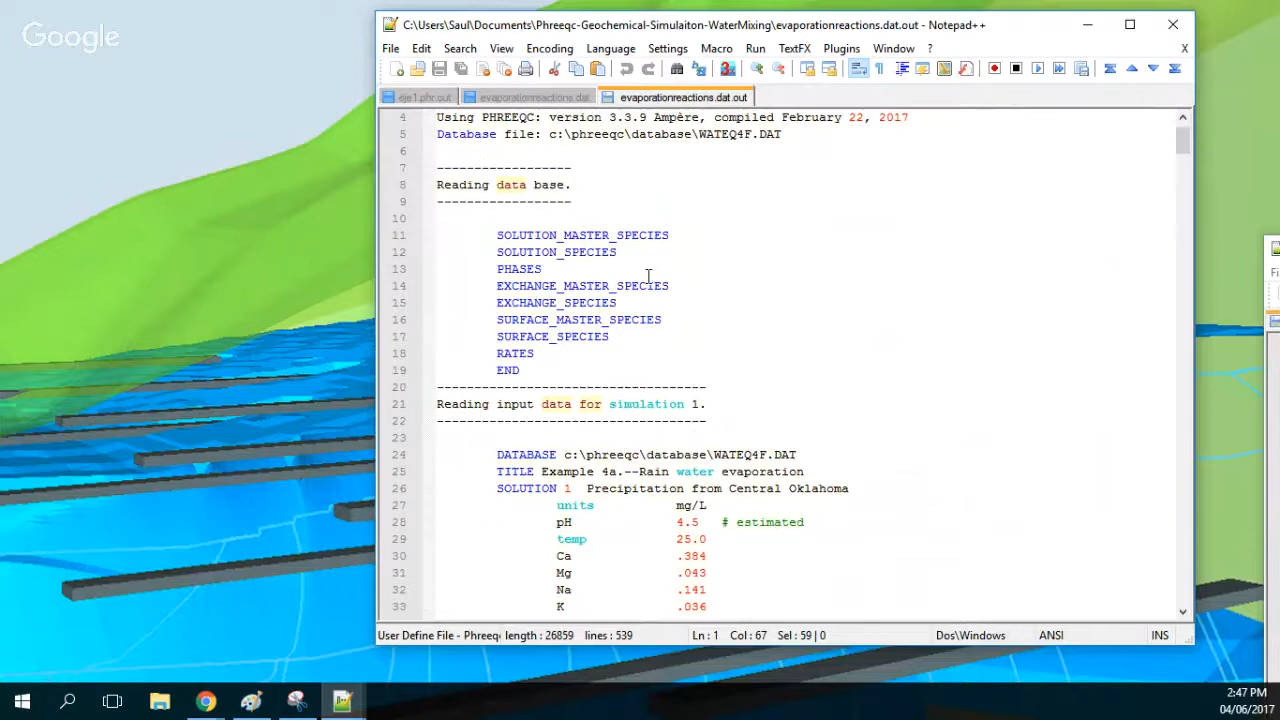 Google
C:\Users\Saul\Documents\Phreeqc-Geochemical-Simulaiton-WaterMixing\evaporationreactions.dat.out - Notepad++
File Edit Search View Encoding Language Settings Macro Run TextFX Plugins Window ? X
eje1.phr.out evaporationreactions.dat evaporationreactions.dat.out
4 Using PHREEQC: version 3.3.9 Ampère, compiled February 22, 2017
5 Database file: c:\phreeqc\database\WATEQ4F.DAT
6
7 ------------------
8 Reading data base.
9 ------------------
10
11 SOLUTION_MASTER_SPECIES
12 SOLUTION_SPECIES
13 PHASES
14 EXCHANGE_MASTER_SPECIES
15 EXCHANGE_SPECIES
16 SURFACE_MASTER_SPECIES
17 SURFACE_SPECIES
18 RATES
19 END
20 ------------------------------------
21 Reading input data for simulation 1.
22 ------------------------------------
23
24 DATABASE c:\phreeqc\database\WATEQ4F.DAT
25 TITLE Example 4a.--Rain water evaporation
26 SOLUTION 1 Precipitation from Central Oklahoma
27 units mg/L
28 pH 4.5 # estimated
29 temp 25.0
30 Ca .384
31 Mg .043
32 Na .141
33 K .036
User Define File - Phreeqc length : 26859 lines : 539 Ln : 1 Col : 67 Sel : 59 | 0 Dos\Windows ANSI INS
Fi
2:47 PM
04/06/2017